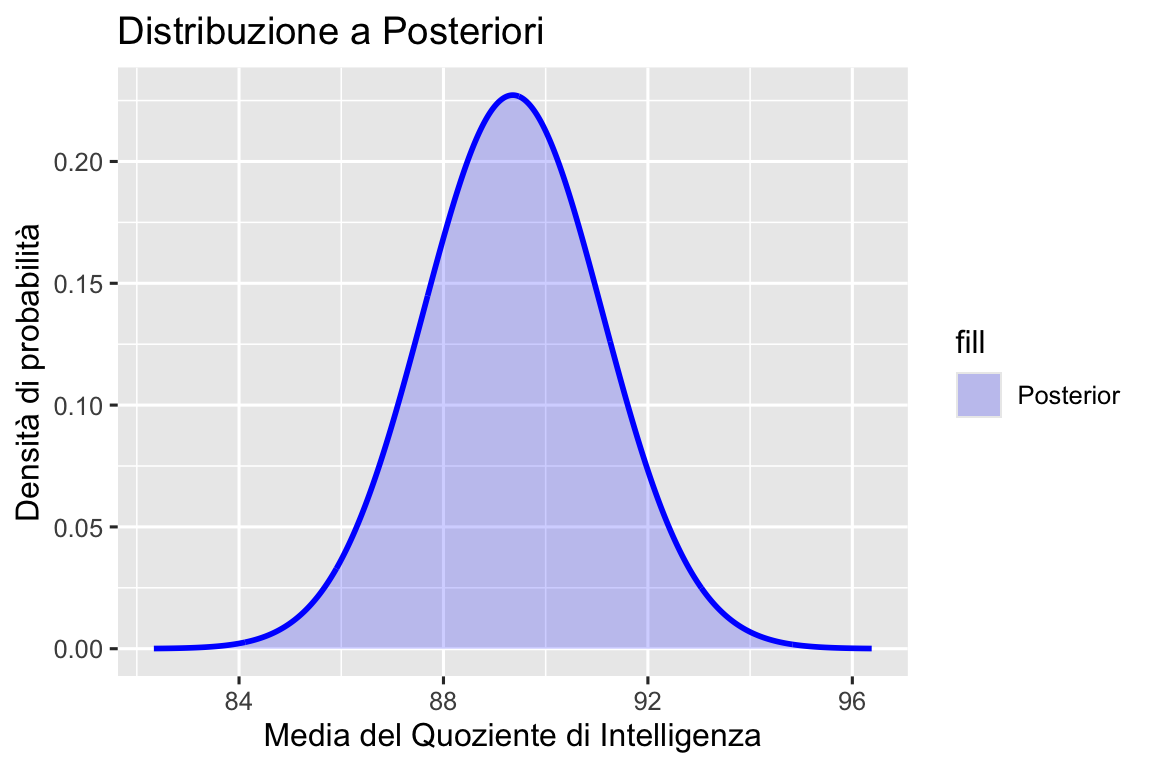 Distribuzione a Posteriori
Densità di probabilità
0.20
0.15
0.10
0.05
0.00
84 88 92 96
Media del Quoziente di Intelligenza
fill
Posterior